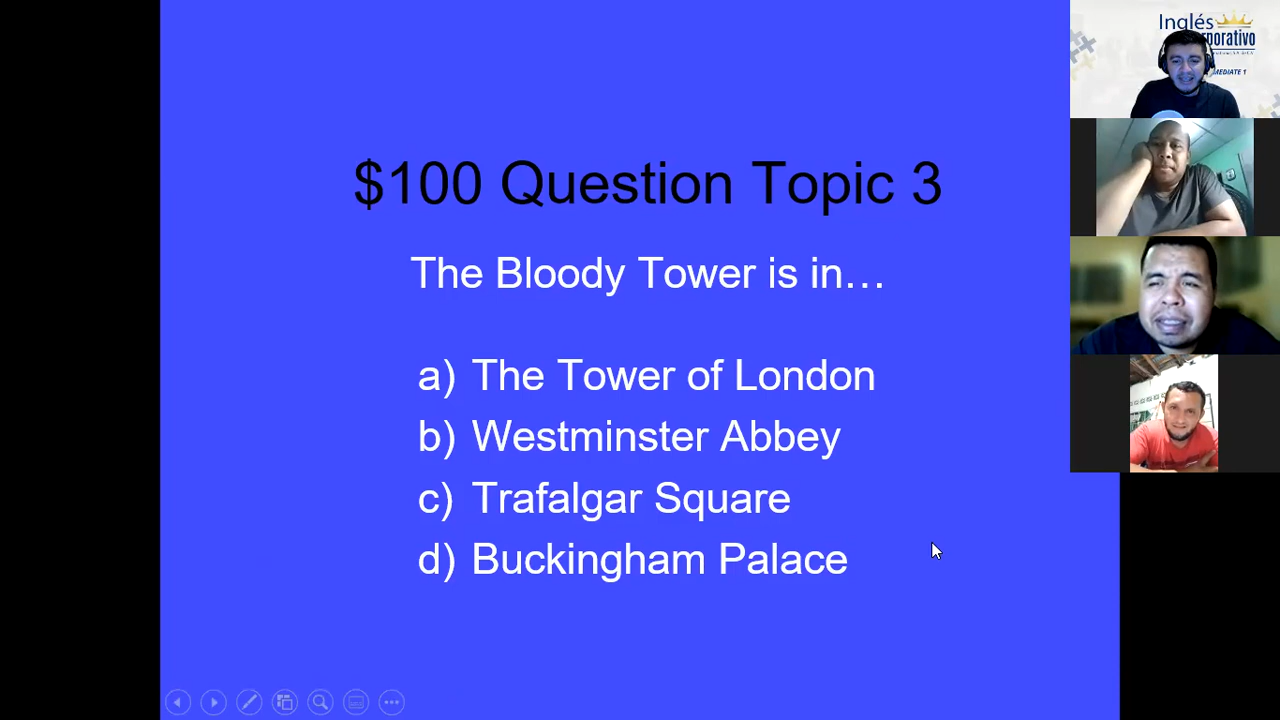 $100 Question Topic 3
The Bloody Tower is in…
a) The Tower of London
b) Westminster Abbey
c) Trafalgar Square
d) Buckingham Palace
Inglés
MEDIATE 1